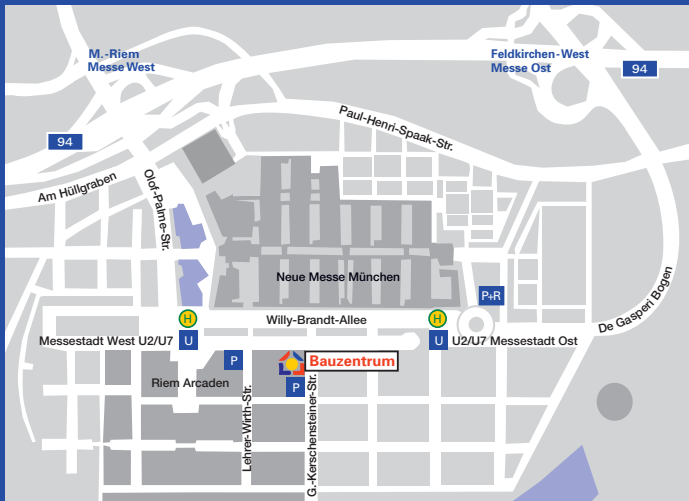 M.-Riem
Messe West
Feldkirchen-West
Messe Ost
94
94
Paul-Henri-Spaak-Str.
Am Hüllgraben
Olof-Palme-Str.
Neue Messe München
P+R
De Gasperi Bogen
H
Willy-Brandt-Allee
H
Messestadt West U2/U7
U
U
U2/U7 Messestadt Ost
P
Bauzentrum
Riem Arcaden
P
Lehrer-Wirth-Str.
G.-Kerschensteiner-Str.